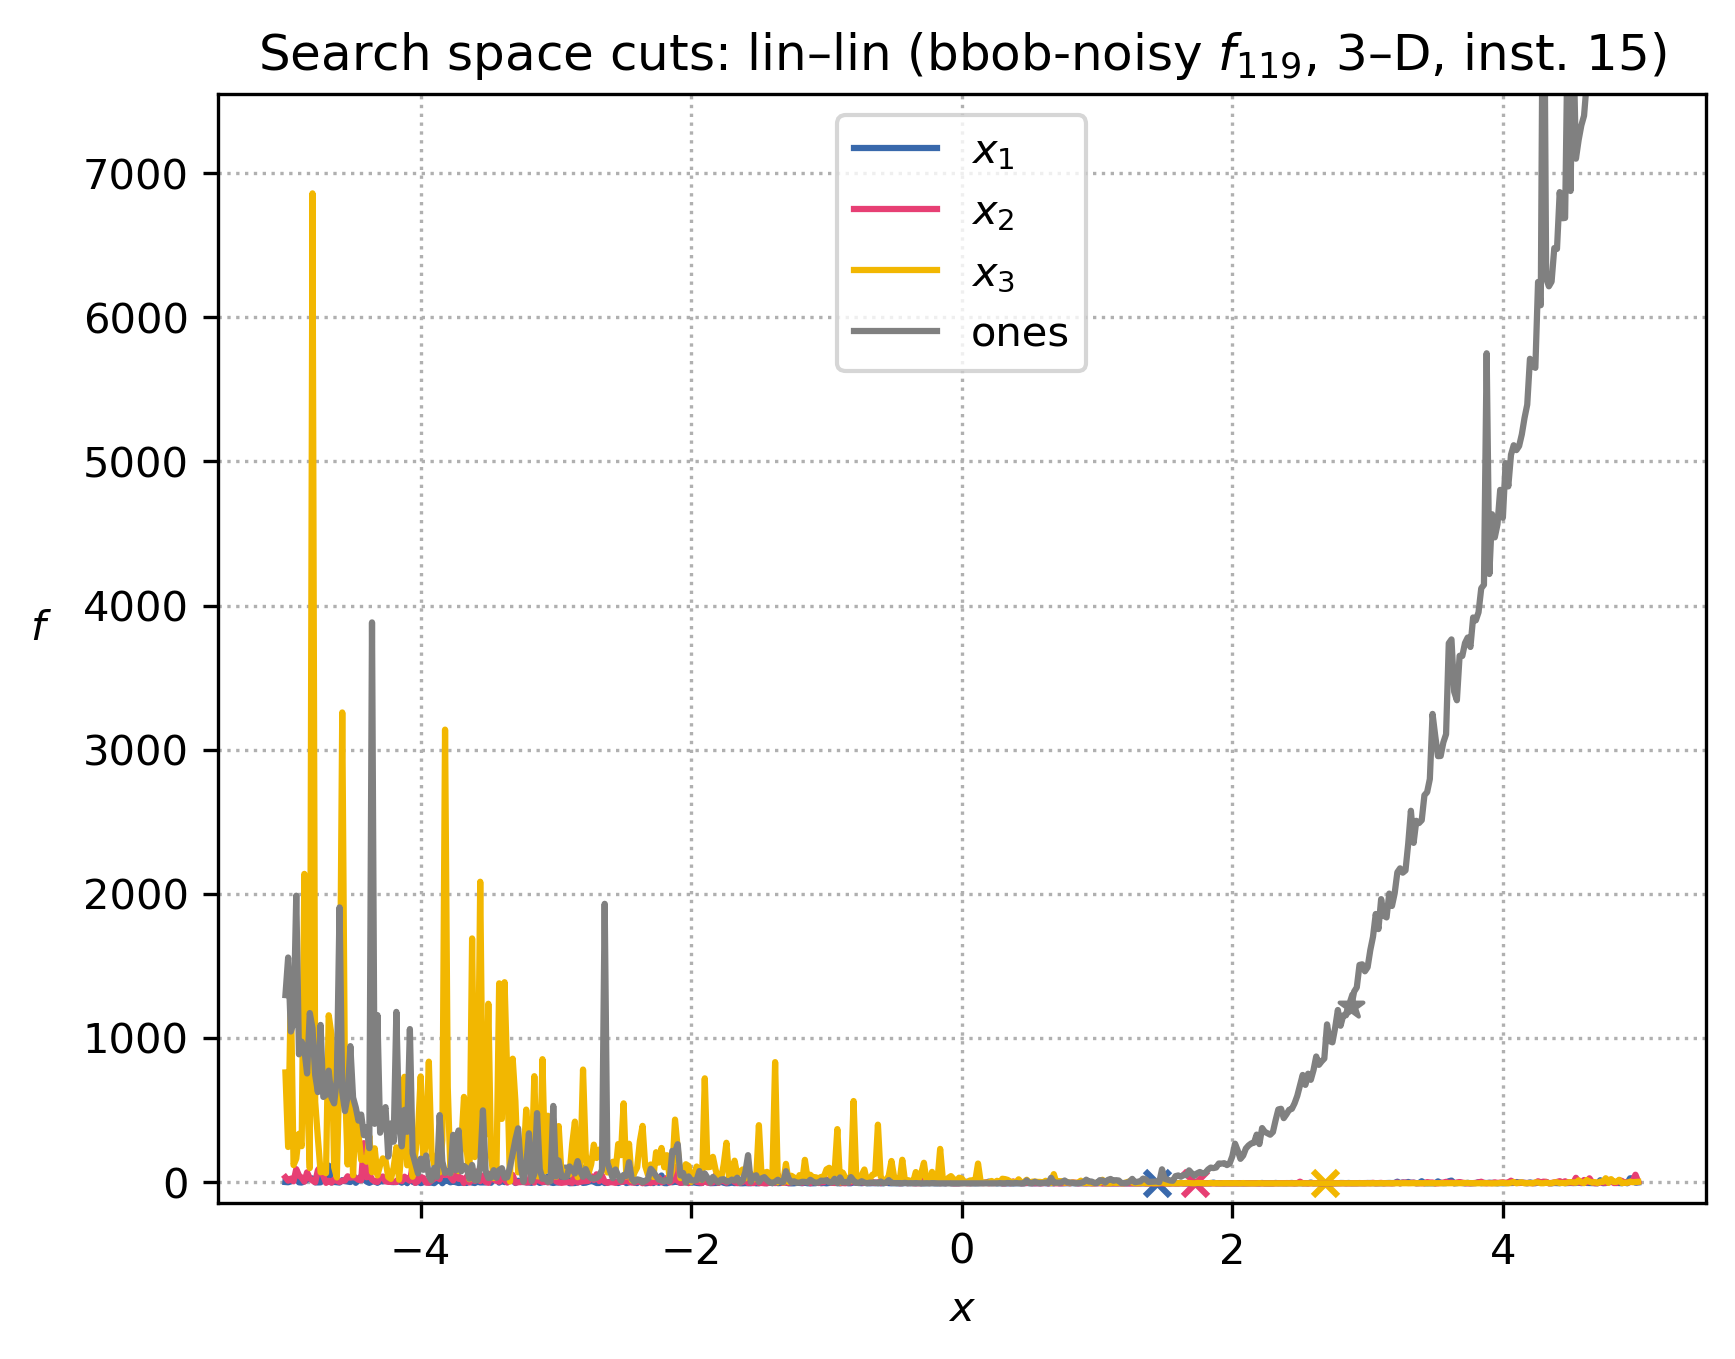 Search space cuts: lin–lin (bbob-noisy f₁₁₉, 3–D, inst. 15)
x₁
x₂
x₃
ones
7000
6000
5000
4000
3000
2000
1000
0
f
−4
−2
0
2
4
x